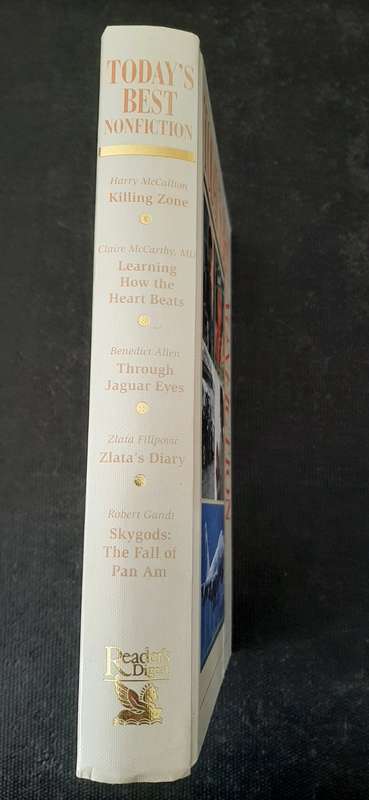 TODAY'S
BEST
NONFICTION
Harry McCallion
Killing Zone
Claire McCarthy, MD
Learning
How the
Heart Beats
Benedict Allen
Through
Jaguar Eyes
Zlata Filipović
Zlata's Diary
Robert Gandt
Skygods:
The Fall of
Pan Am
Reader's
Digest